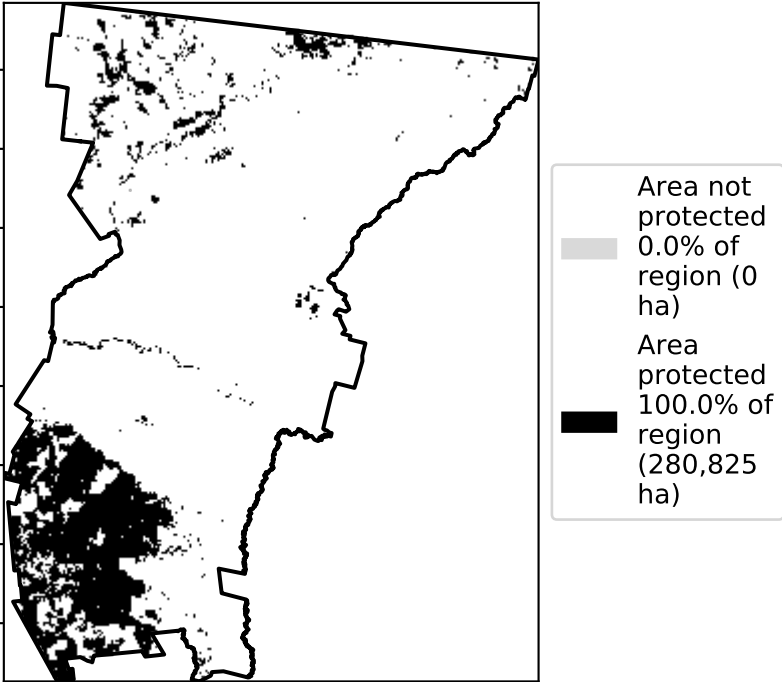 Area not
protected
0.0% of
region (0
ha)
Area
protected
100.0% of
region
(280,825
ha)